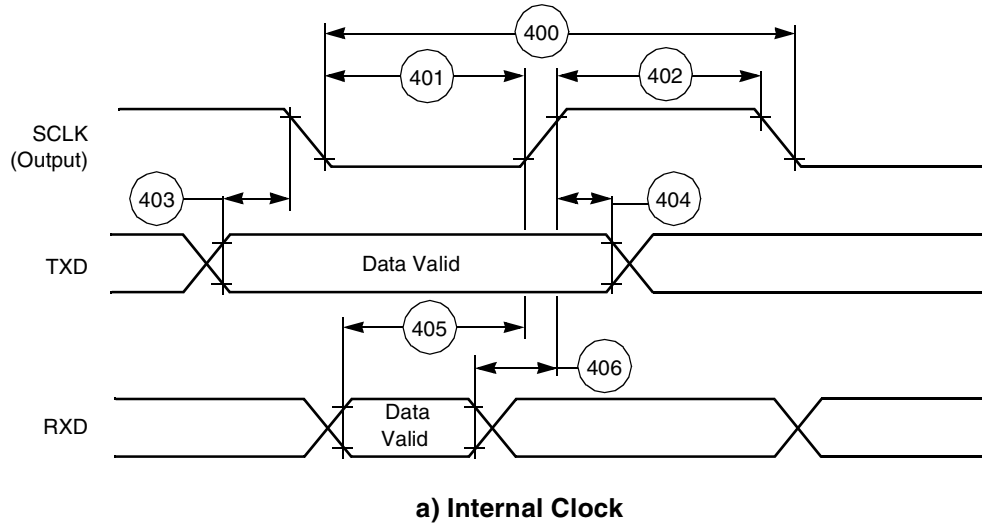 400
401
402
SCLK
(Output)
403
404
TXD
Data Valid
405
406
RXD
Data
Valid
a) Internal Clock